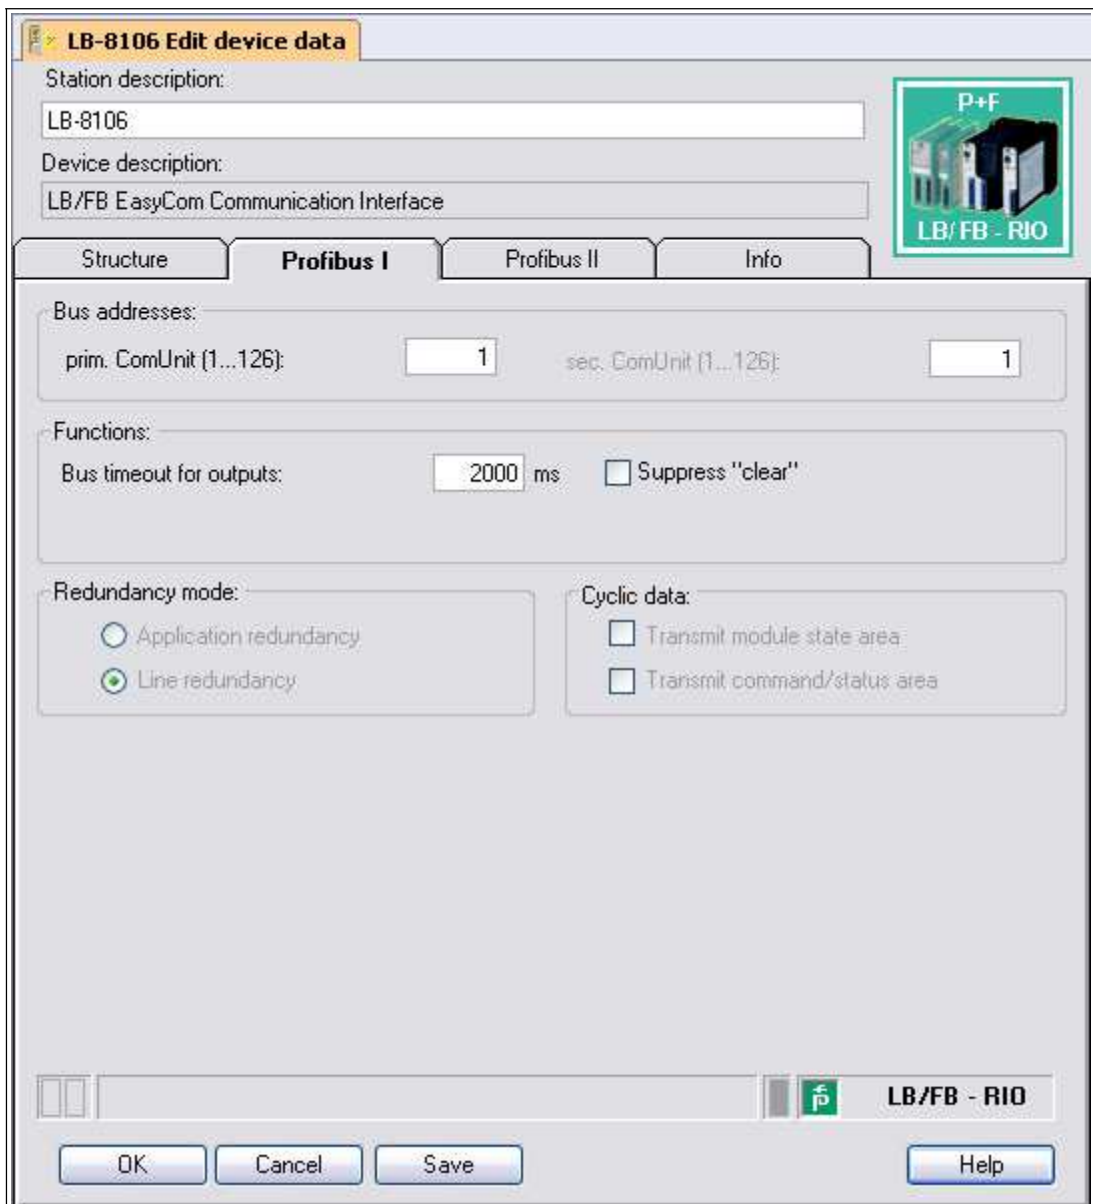 LB-8106 Edit device data
Station description:
LB-8106
P+F
Device description:
LB/FB EasyCom Communication Interface
LB/ FB - RIO
Structure
Profibus I
Profibus II
Info
Bus addresses:
prim. ComUnit (1...126): 1 sec. ComUnit (1...126): 1
Functions:
Bus timeout for outputs: 2000 ms Suppress "clear"
Redundancy mode:
Application redundancy
Line redundancy
Cyclic data:
Transmit module state area
Transmit command/status area
LB/FB - RIO
OK
Cancel
Save
Help